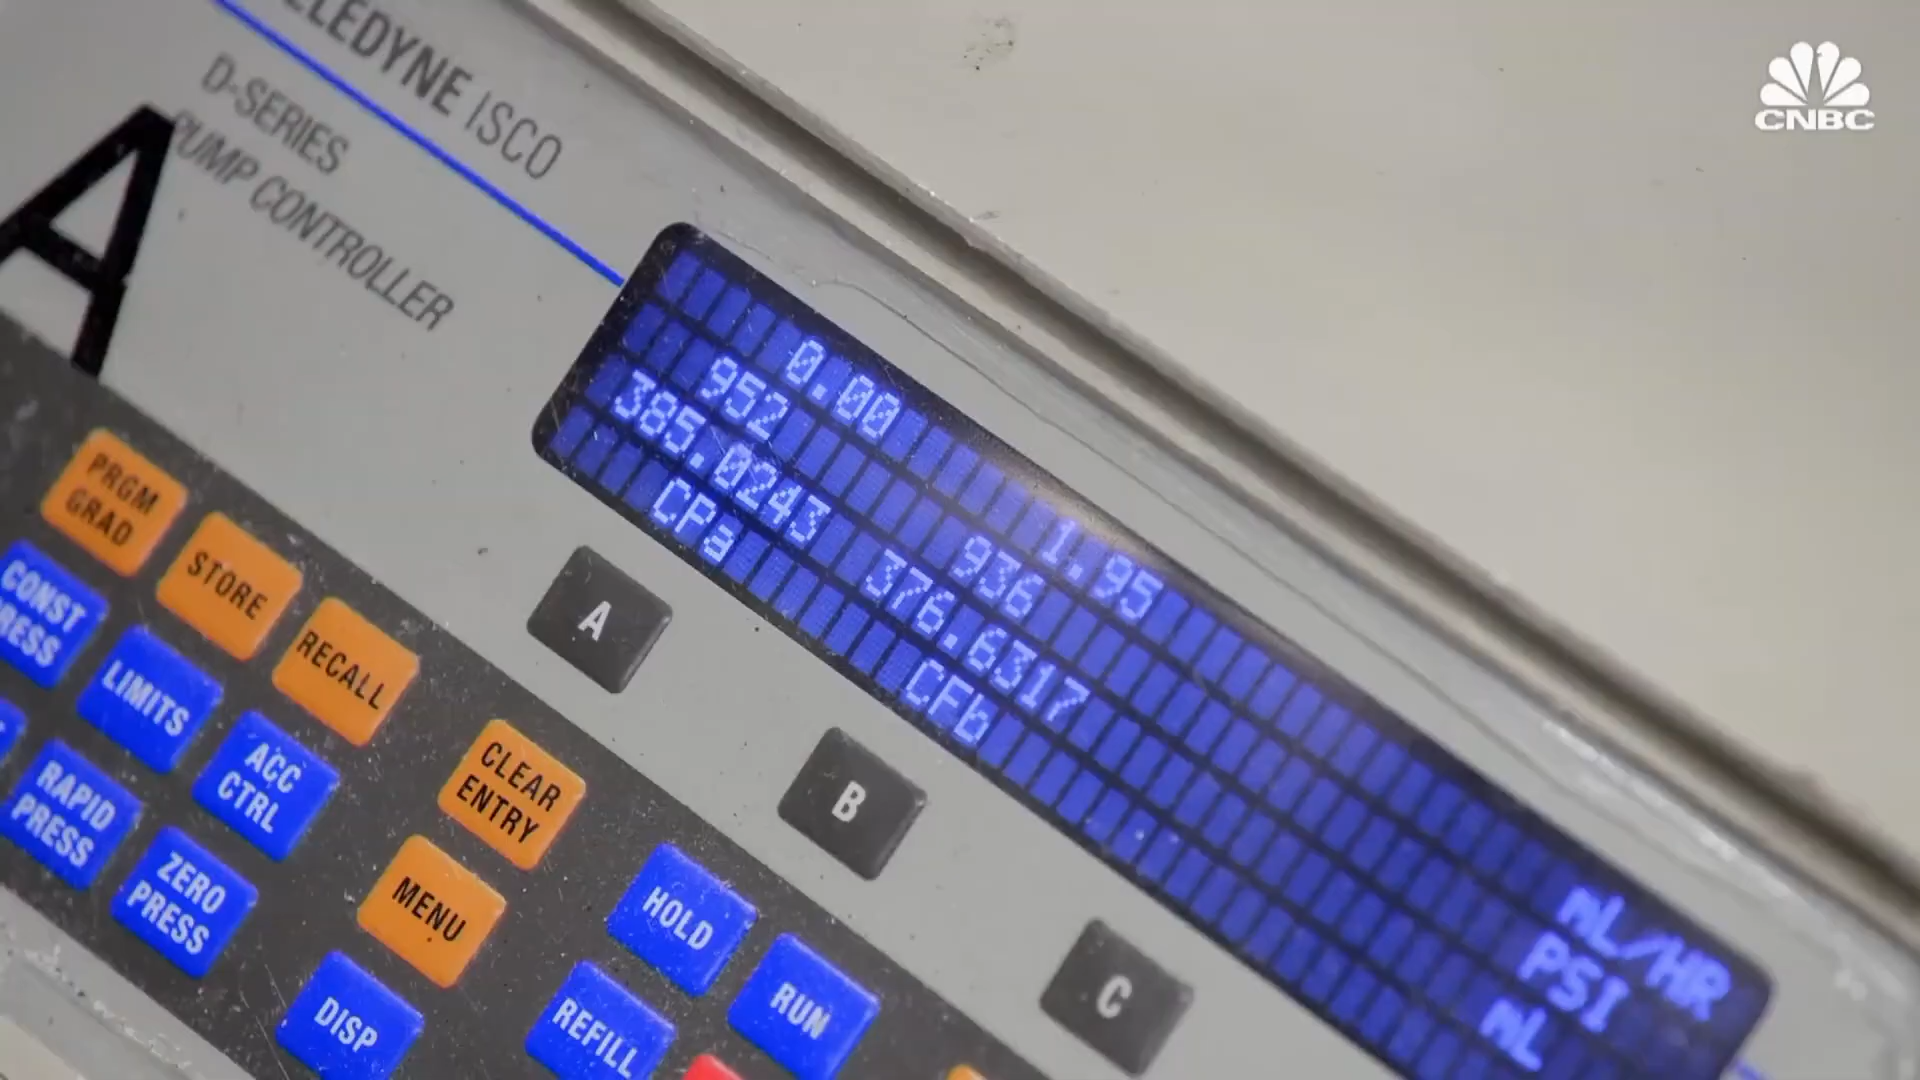 TELEDYNE ISCO
D-SERIES
PUMP CONTROLLER
A
CNBC
0.00 1.95 mL/HR
952 936 PSI
385.0243 376.6317 mL
CPa CFb
A
B
C
PRGM
GRAD
STORE
RECALL
CONST
PRESS
LIMITS
ACC
CTRL
CLEAR
ENTRY
RAPID
PRESS
ZERO
PRESS
MENU
HOLD
RUN
DISP
REFILL